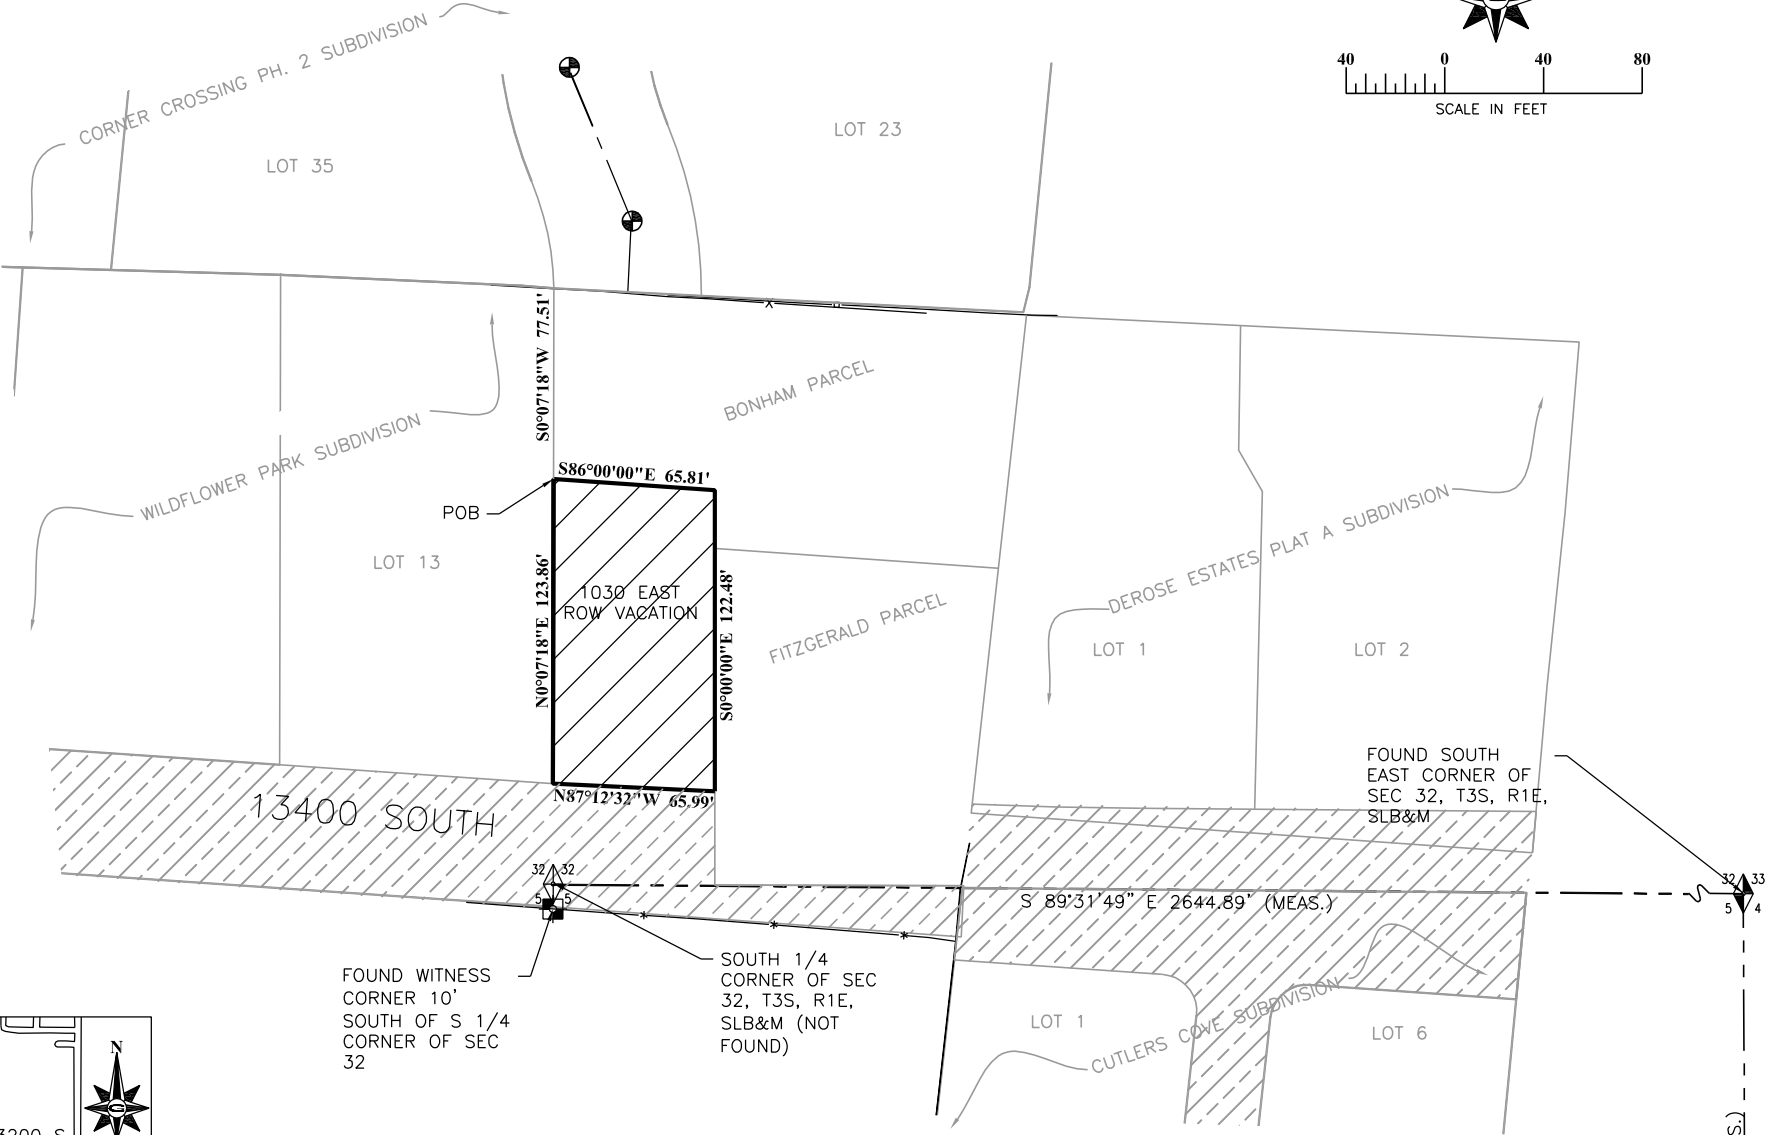 CORNER CROSSING PH. 2 SUBDIVISION
40 0 40 80
SCALE IN FEET
LOT 35
LOT 23
S0°07'18"W 77.51'
BONHAM PARCEL
WILDFLOWER PARK SUBDIVISION
S86°00'00"E 65.81'
POB
LOT 13
N0°07'18"E 123.86'
1030 EAST
ROW VACATION
S0°00'00"E 122.48'
FITZGERALD PARCEL
DEROSE ESTATES PLAT A SUBDIVISION
LOT 1
LOT 2
N87°12'32"W 65.99'
13400 SOUTH
FOUND SOUTH
EAST CORNER OF
SEC 32, T3S, R1E,
SLB&M
32 32
5 5
S 89°31'49" E 2644.89' (MEAS.)
32 33
5 4
FOUND WITNESS
CORNER 10'
SOUTH OF S 1/4
CORNER OF SEC
32
SOUTH 1/4
CORNER OF SEC
32, T3S, R1E,
SLB&M (NOT
FOUND)
LOT 1
CUTLERS COVE SUBDIVISION
LOT 6
N
G